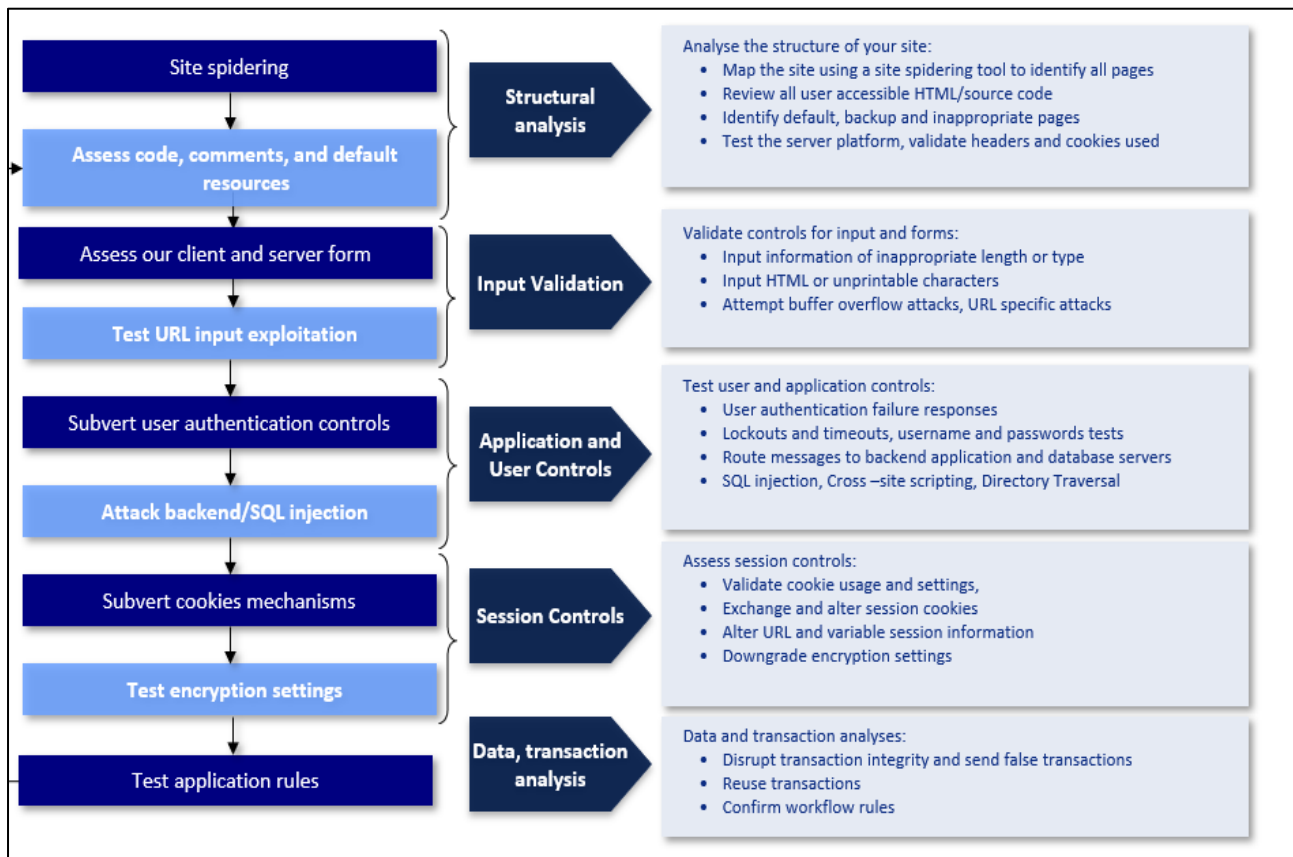 Site spidering
Assess code, comments, and default
resources
Assess our client and server form
Test URL input exploitation
Subvert user authentication controls
Attack backend/SQL injection
Subvert cookies mechanisms
Test encryption settings
Test application rules
Structural
analysis
Input Validation
Application and
User Controls
Session Controls
Data, transaction
analysis
Analyse the structure of your site:
• Map the site using a site spidering tool to identify all pages
• Review all user accessible HTML/source code
• Identify default, backup and inappropriate pages
• Test the server platform, validate headers and cookies used
Validate controls for input and forms:
• Input information of inappropriate length or type
• Input HTML or unprintable characters
• Attempt buffer overflow attacks, URL specific attacks
Test user and application controls:
• User authentication failure responses
• Lockouts and timeouts, username and passwords tests
• Route messages to backend application and database servers
• SQL injection, Cross –site scripting, Directory Traversal
Assess session controls:
• Validate cookie usage and settings,
• Exchange and alter session cookies
• Alter URL and variable session information
• Downgrade encryption settings
Data and transaction analyses:
• Disrupt transaction integrity and send false transactions
• Reuse transactions
• Confirm workflow rules